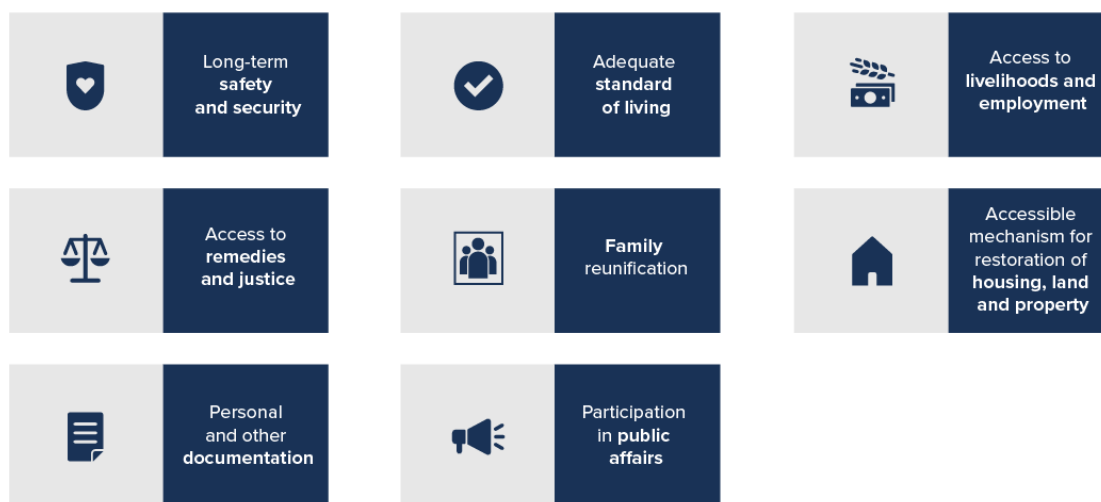 Long-term
safety
and security
Adequate
standard
of living
Access to
livelihoods and
employment
Access to
remedies
and justice
Family
reunification
Accessible
mechanism for
restoration of
housing, land
and property
Personal
and other
documentation
Participation
in public
affairs